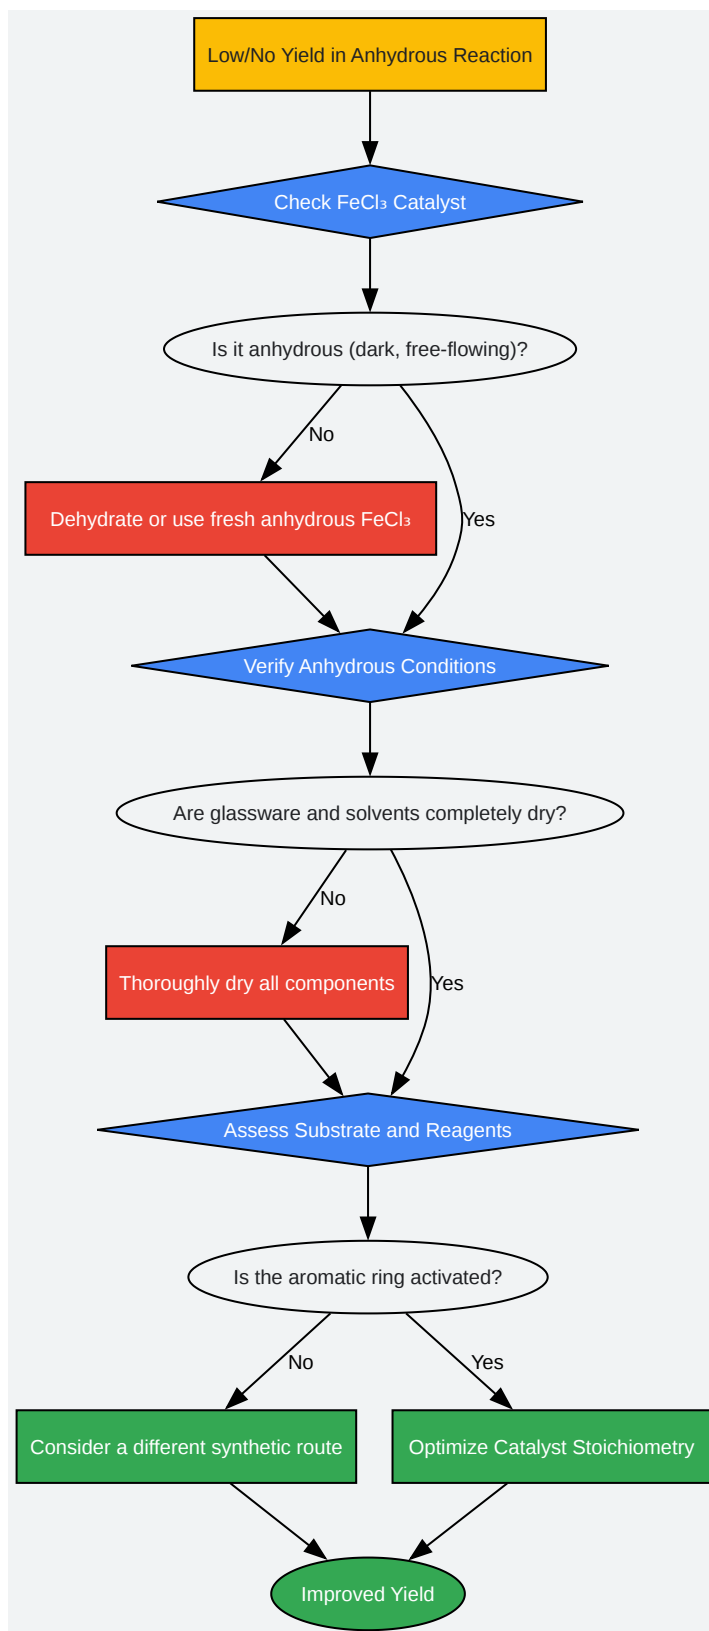 Low/No Yield in Anhydrous Reaction
Check FeCl₃ Catalyst
Is it anhydrous (dark, free-flowing)?
No
Dehydrate or use fresh anhydrous FeCl₃
Yes
Verify Anhydrous Conditions
Are glassware and solvents completely dry?
No
Thoroughly dry all components
Yes
Assess Substrate and Reagents
Is the aromatic ring activated?
No
Yes
Consider a different synthetic route
Optimize Catalyst Stoichiometry
Improved Yield